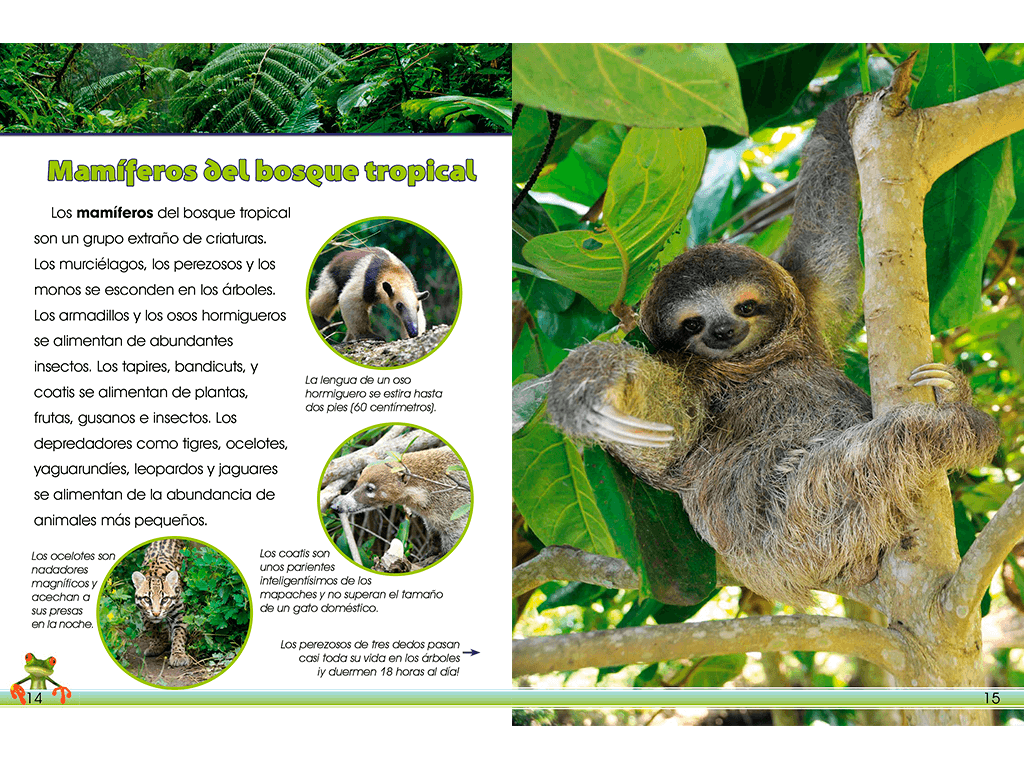 Mamíferos del bosque tropical
Los mamíferos del bosque tropical
son un grupo extraño de criaturas.
Los murciélagos, los perezosos y los
monos se esconden en los árboles.
Los armadillos y los osos hormigueros
se alimentan de abundantes
insectos. Los tapires, bandicuts, y
coatis se alimentan de plantas,
frutas, gusanos e insectos. Los
depredadores como tigres, ocelotes,
yaguarundíes, leopardos y jaguares
se alimentan de la abundancia de
animales más pequeños.
La lengua de un oso
hormiguero se estira hasta
dos pies (60 centímetros).
Los ocelotes son
nadadores
magníficos y
acechan a
sus presas
en la noche.
Los coatis son
unos parientes
inteligentísimos de los
mapaches y no superan el tamaño
de un gato doméstico.
Los perezosos de tres dedos pasan
casi toda su vida en los árboles
¡y duermen 18 horas al día!
14
15